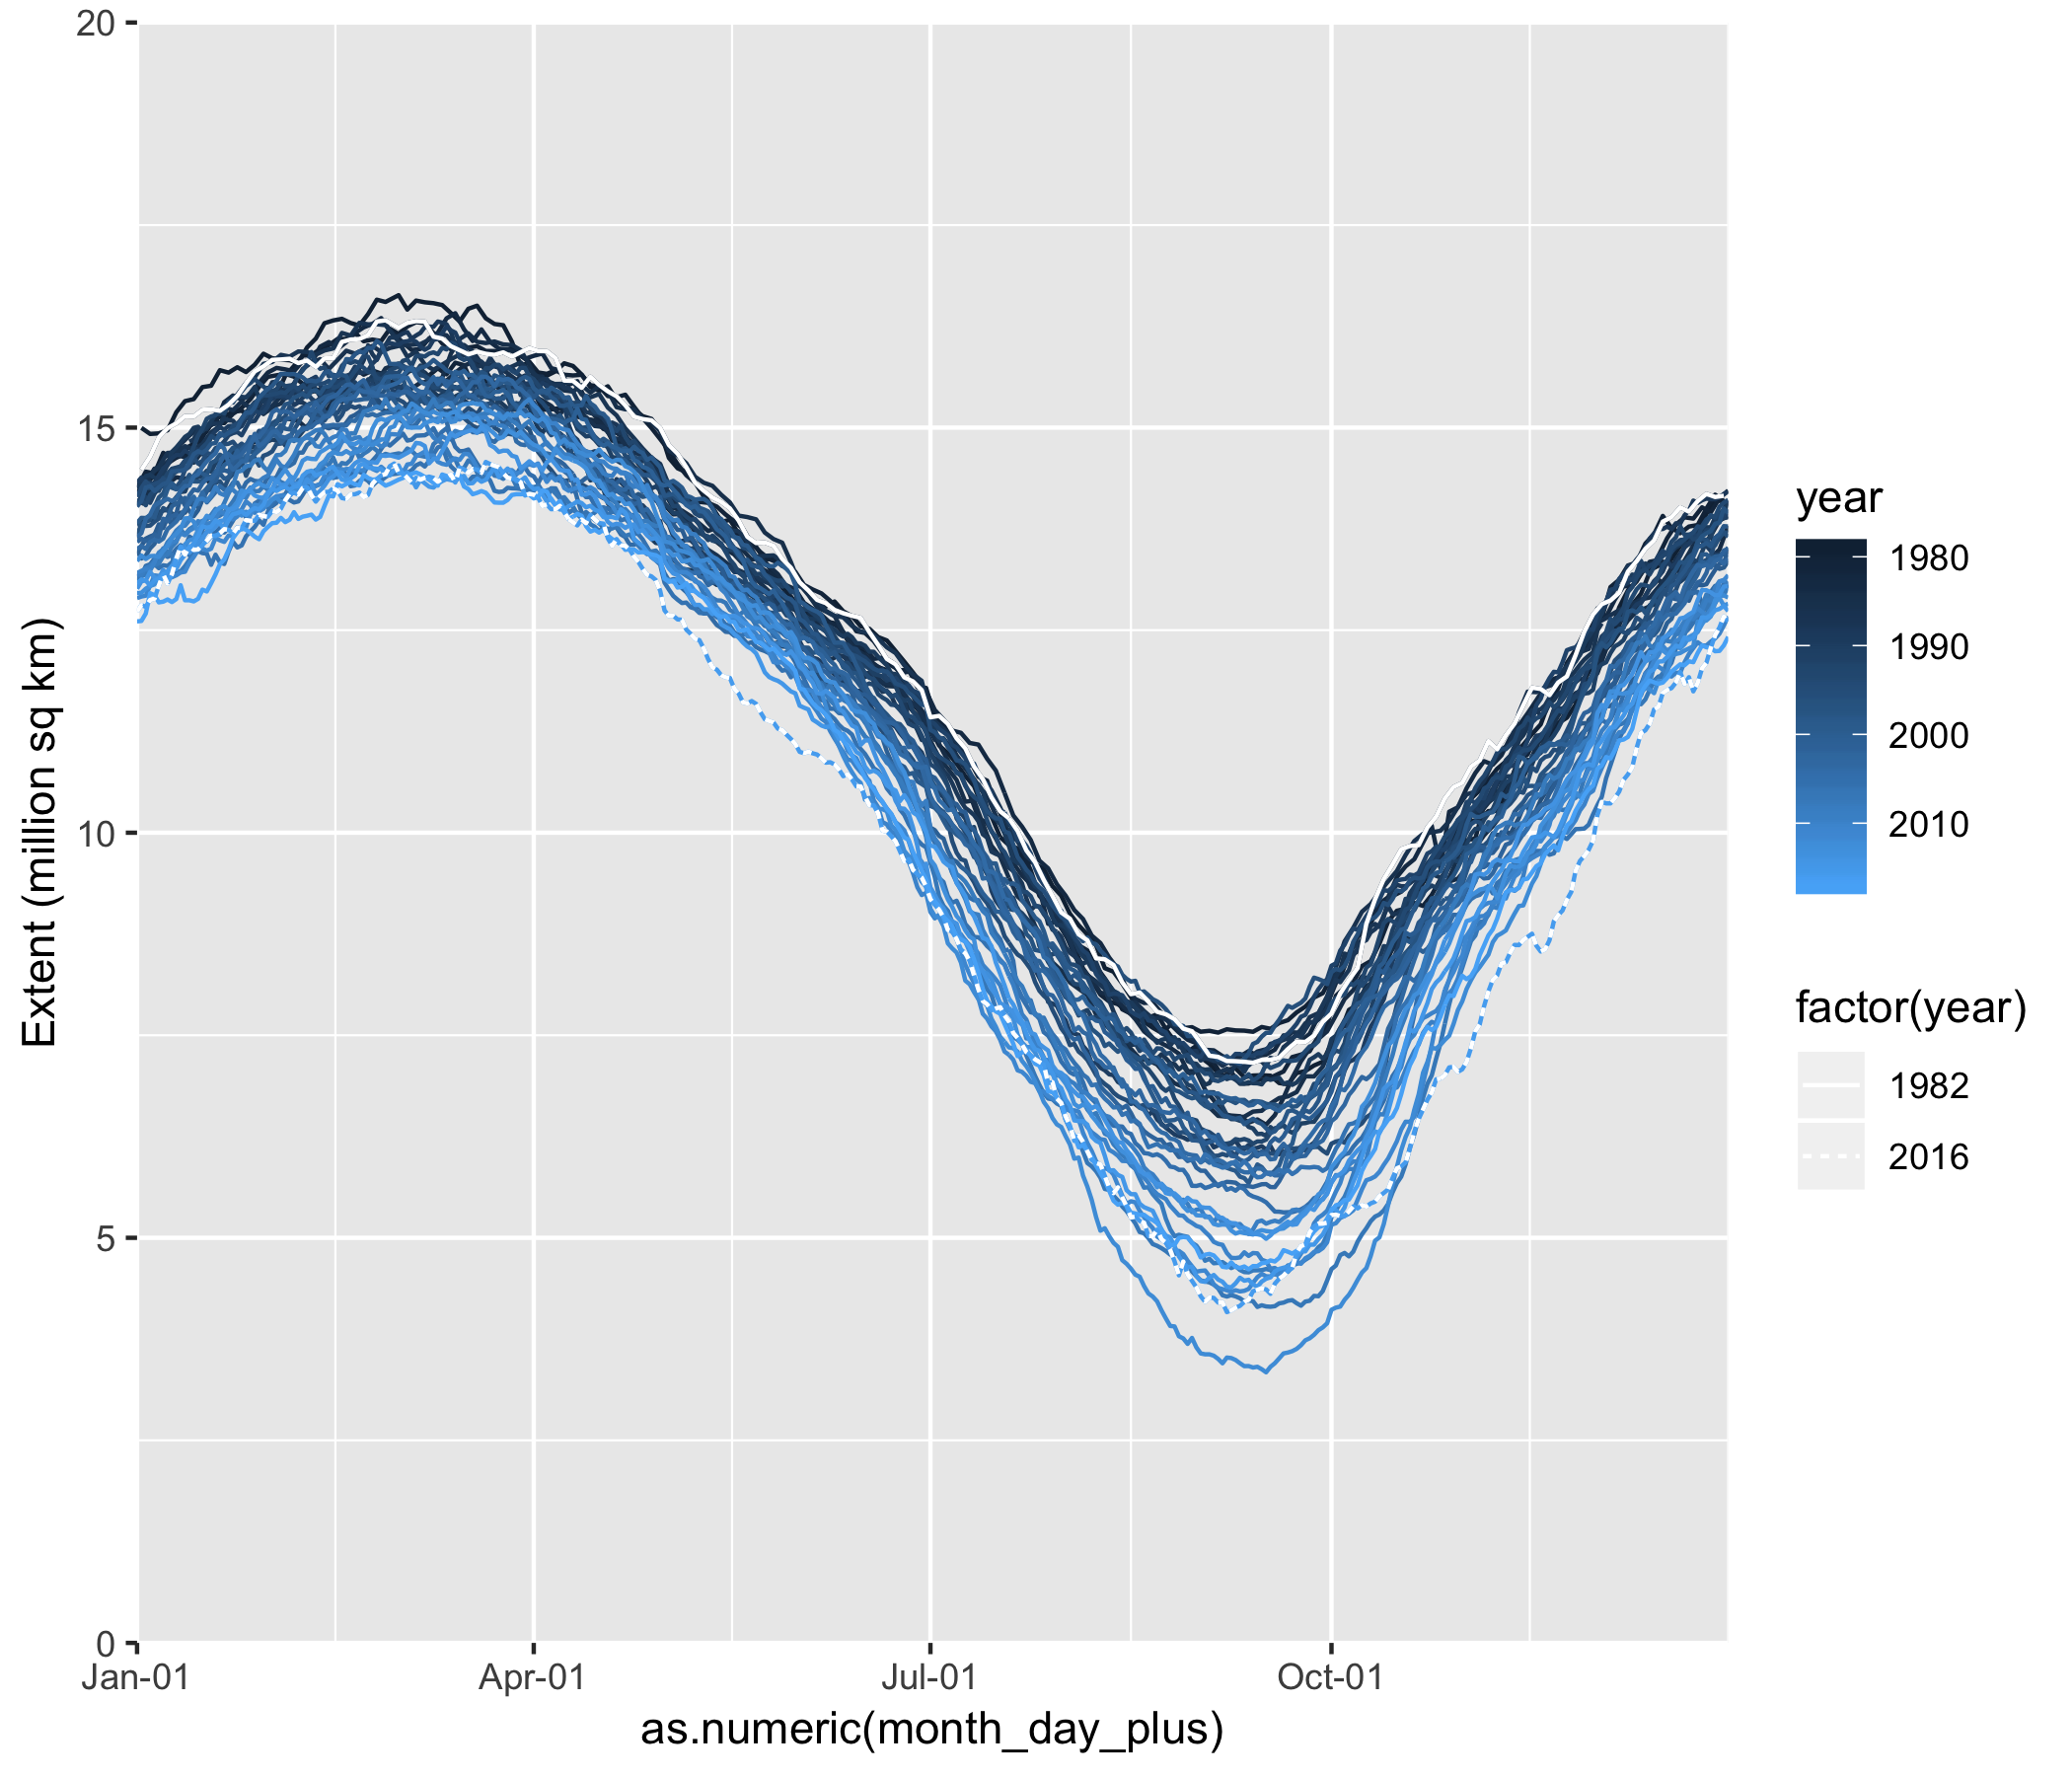 20
15
10
5
0
Extent (million sq km)
Jan-01 Apr-01 Jul-01 Oct-01
as.numeric(month_day_plus)
year
1980
1990
2000
2010
factor(year)
1982
2016